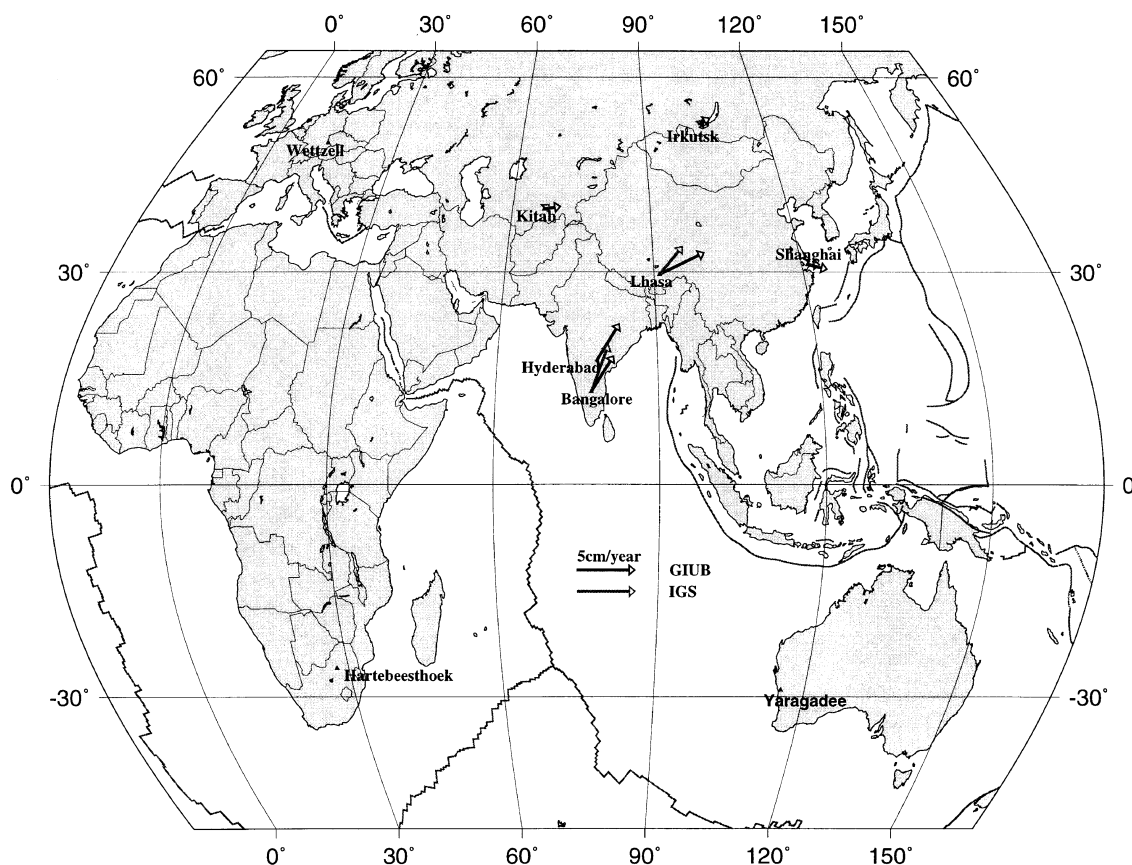 0° 30° 60° 90° 120° 150°
60° 60°
Irkutsk
Wettzell
Kitab
Shanghai
30° 30°
Lhasa
Hyderabad
Bangalore
0° 0
5cm/year
GIUB
IGS
Hartebeesthoek
-30° -30°
Yaragadee
0° 30° 60° 90° 120° 150°